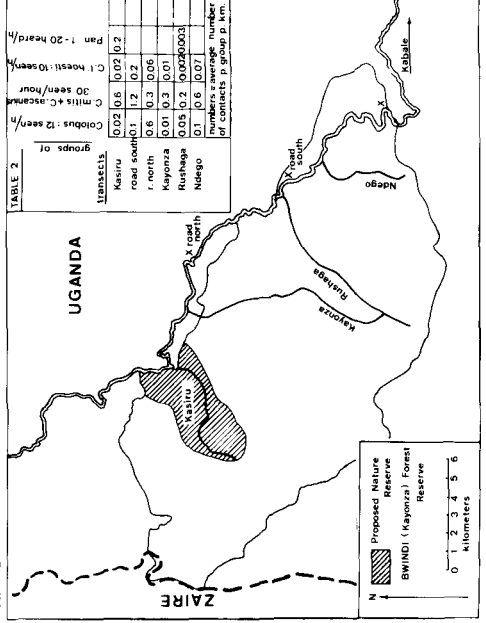 TABLE 2
groups of
transects
Colobus : 12 seen/h
C.mitis + C.ascanius
30 seen/hour
C.l'hoesti: 10 seen/h
Pan 1-20 heard/h
Kasiru 0.02 0.6 0.02 0.2
road south 0.1 1.2 0.2
r. north 0.6 0.3 0.06
Kayonza 0.01 0.3 0.01
Rushaga 0.05 0.2 0.002 0.003
Ndego 0.1 0.6 0.07
numbers = average number
of contacts p group p. km.
UGANDA
X road north
X road south
X
Kabale
Kasiru
Kayonza
Rushaga
Ndego
ZAIRE
N
Proposed Nature
Reserve
BWINDI (Kayonza) Forest
Reserve
0 1 2 3 4 5 6
kilometers